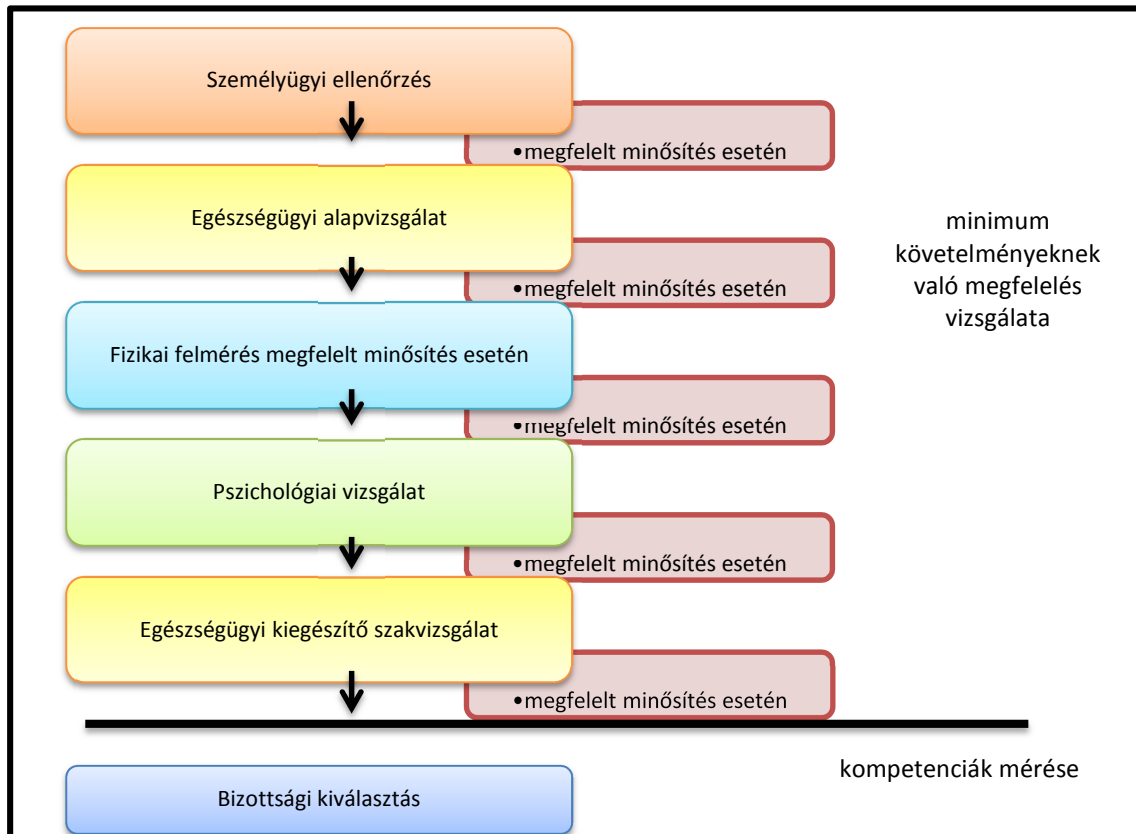 Személyügyi ellenőrzés
•megfelelt minősítés esetén
Egészségügyi alapvizsgálat
•megfelelt minősítés esetén
minimum
követelményeknek
való megfelelés
vizsgálata
Fizikai felmérés megfelelt minősítés esetén
•megfelelt minősítés esetén
Pszichológiai vizsgálat
•megfelelt minősítés esetén
Egészségügyi kiegészítő szakvizsgálat
•megfelelt minősítés esetén
kompetenciák mérése
Bizottsági kiválasztás